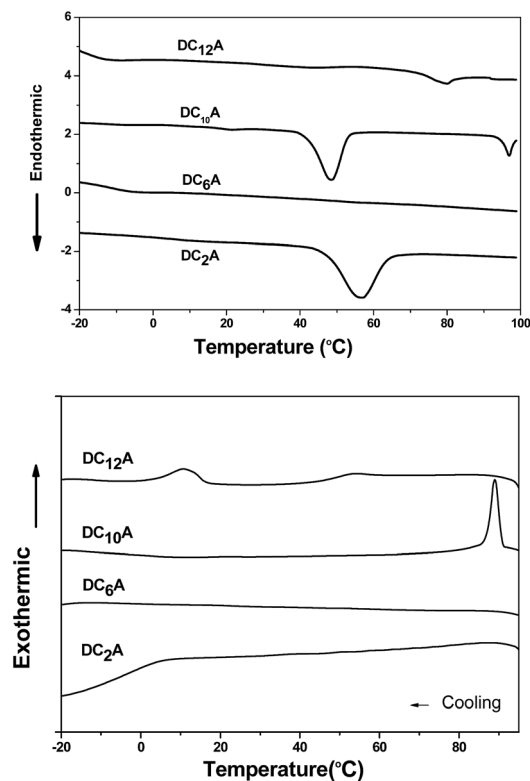 6
4
2
0
-2
-4
Endothermic
DC12A
DC10A
DC6A
DC2A
-20 0 20 40 60 80 100
Temperature (°C)
Exothermic
DC12A
DC10A
DC6A
DC2A
Cooling
-20 0 20 40 60 80
Temperature(°C)